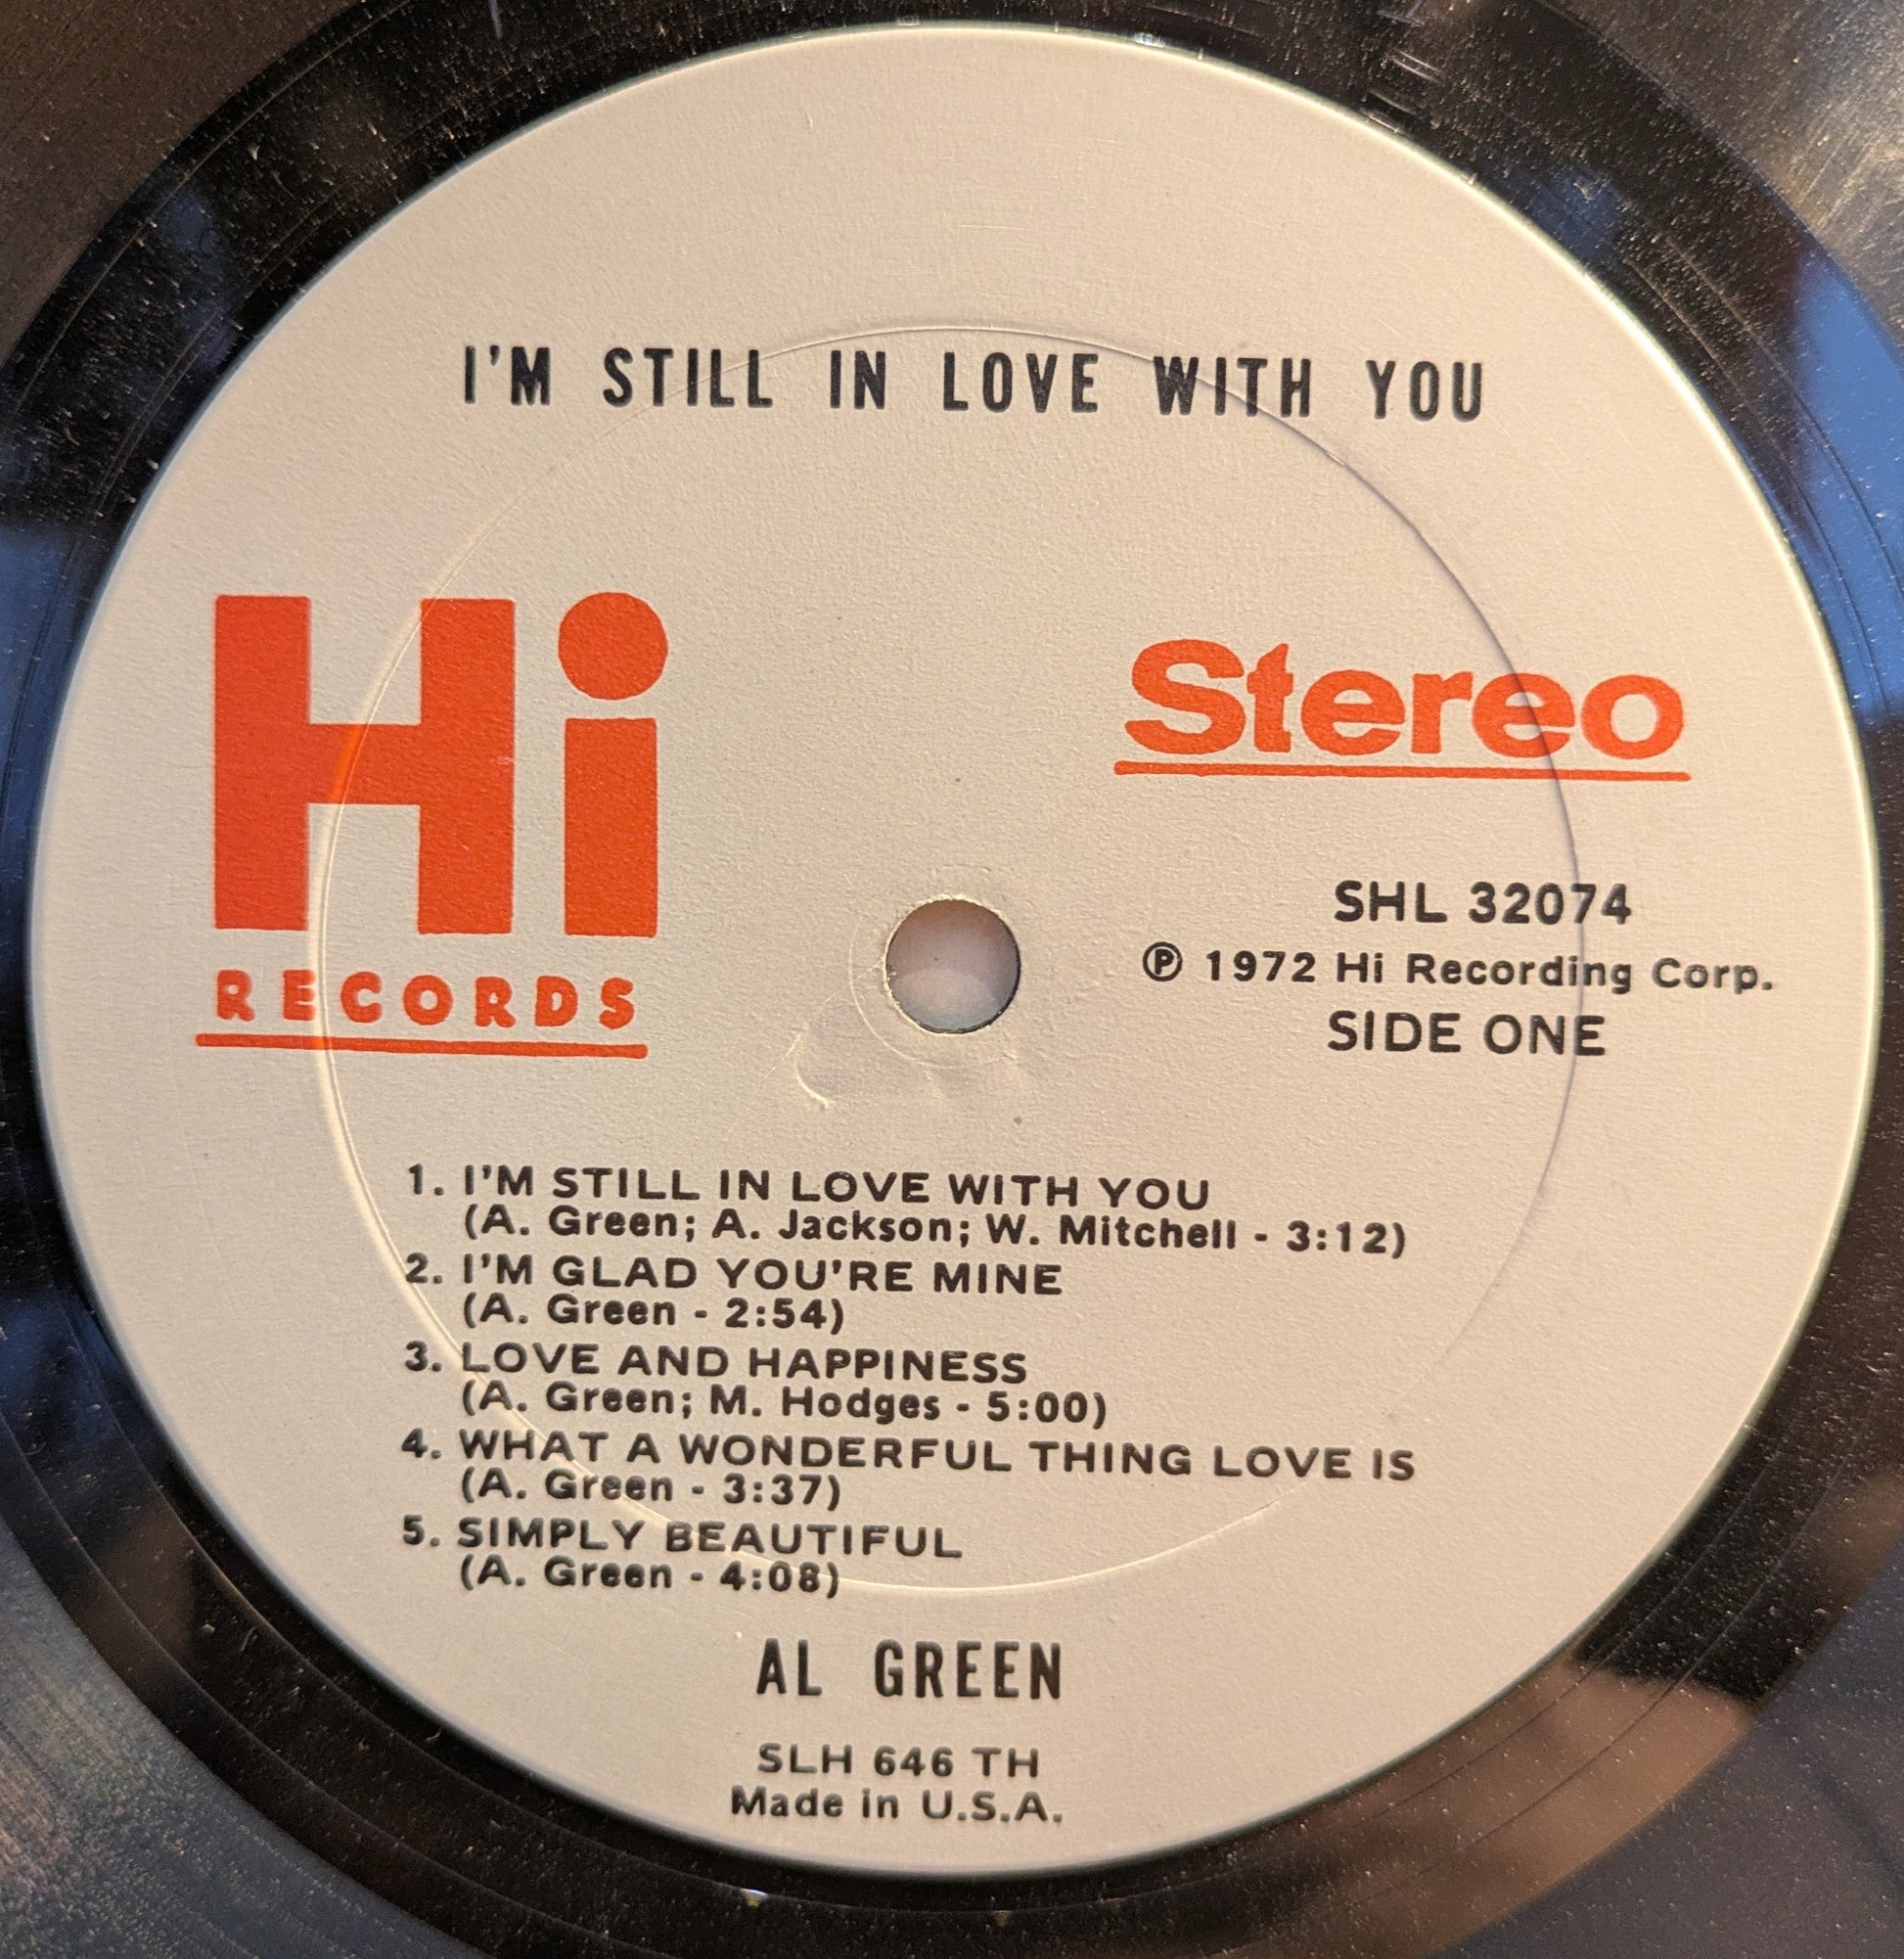 I'M STILL IN LOVE WITH YOU
Hi
RECORDS
Stereo
SHL 32074
℗ 1972 Hi Recording Corp.
SIDE ONE
1. I'M STILL IN LOVE WITH YOU
(A. Green; A. Jackson; W. Mitchell - 3:12)
2. I'M GLAD YOU'RE MINE
(A. Green - 2:54)
3. LOVE AND HAPPINESS
(A. Green; M. Hodges - 5:00)
4. WHAT A WONDERFUL THING LOVE IS
(A. Green - 3:37)
5. SIMPLY BEAUTIFUL
(A. Green - 4:08)
AL GREEN
SLH 646 TH
Made in U.S.A.